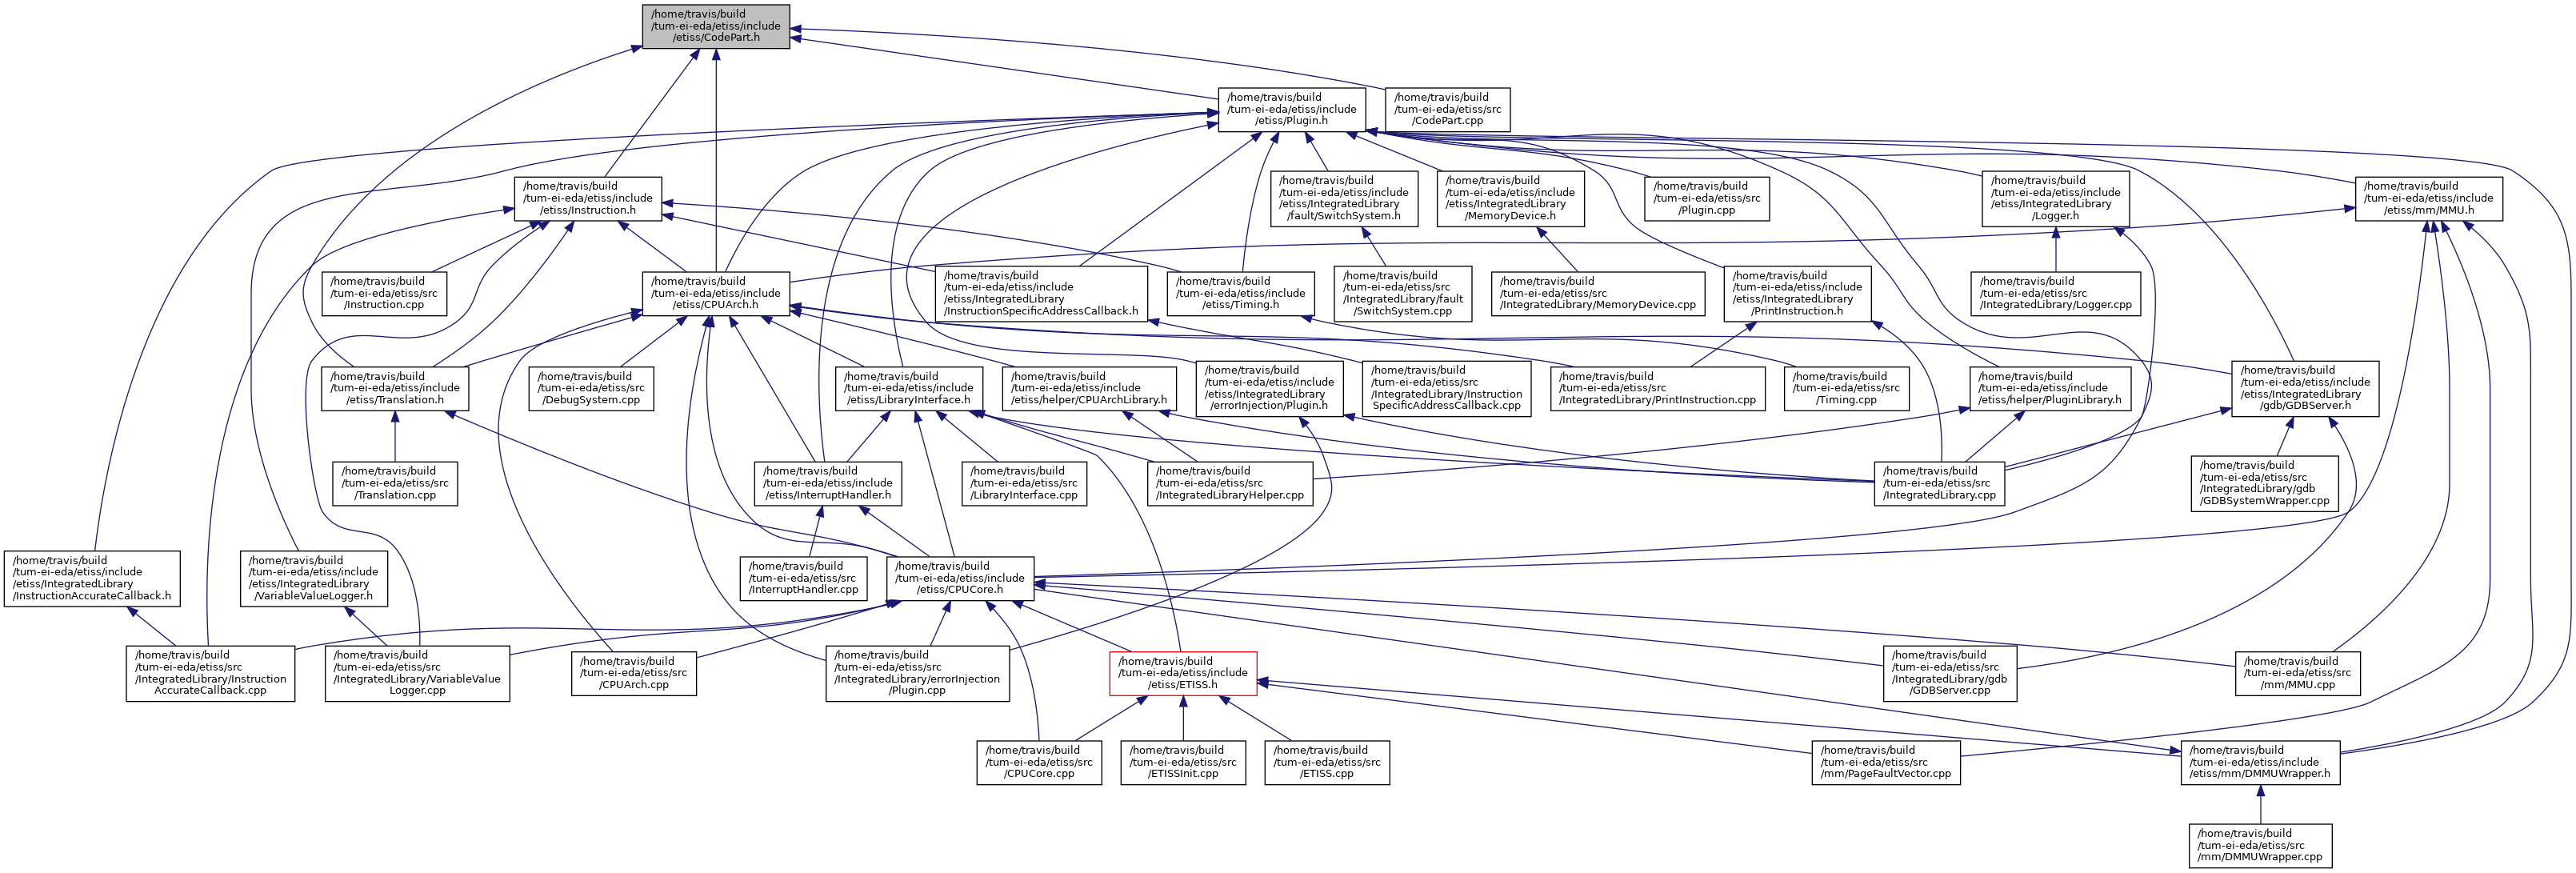 /home/travis/build
/tum-ei-eda/etiss/include
/etiss/CodePart.h
/home/travis/build
/tum-ei-eda/etiss/include
/etiss/Plugin.h
/home/travis/build
/tum-ei-eda/etiss/src
/CodePart.cpp
/home/travis/build
/tum-ei-eda/etiss/include
/etiss/Instruction.h
/home/travis/build
/tum-ei-eda/etiss/include
/etiss/IntegratedLibrary
/fault/SwitchSystem.h
/home/travis/build
/tum-ei-eda/etiss/include
/etiss/IntegratedLibrary
/MemoryDevice.h
/home/travis/build
/tum-ei-eda/etiss/src
/Plugin.cpp
/home/travis/build
/tum-ei-eda/etiss/include
/etiss/IntegratedLibrary
/Logger.h
/home/travis/build
/tum-ei-eda/etiss/include
/etiss/mm/MMU.h
/home/travis/build
/tum-ei-eda/etiss/src
/Instruction.cpp
/home/travis/build
/tum-ei-eda/etiss/include
/etiss/CPUArch.h
/home/travis/build
/tum-ei-eda/etiss/include
/etiss/IntegratedLibrary
/InstructionSpecificAddressCallback.h
/home/travis/build
/tum-ei-eda/etiss/include
/etiss/Timing.h
/home/travis/build
/tum-ei-eda/etiss/src
/IntegratedLibrary/fault
/SwitchSystem.cpp
/home/travis/build
/tum-ei-eda/etiss/src
/IntegratedLibrary/MemoryDevice.cpp
/home/travis/build
/tum-ei-eda/etiss/include
/etiss/IntegratedLibrary
/PrintInstruction.h
/home/travis/build
/tum-ei-eda/etiss/src
/IntegratedLibrary/Logger.cpp
/home/travis/build
/tum-ei-eda/etiss/include
/etiss/Translation.h
/home/travis/build
/tum-ei-eda/etiss/src
/DebugSystem.cpp
/home/travis/build
/tum-ei-eda/etiss/include
/etiss/LibraryInterface.h
/home/travis/build
/tum-ei-eda/etiss/include
/etiss/helper/CPUArchLibrary.h
/home/travis/build
/tum-ei-eda/etiss/include
/etiss/IntegratedLibrary
/errorInjection/Plugin.h
/home/travis/build
/tum-ei-eda/etiss/src
/IntegratedLibrary/Instruction
SpecificAddressCallback.cpp
/home/travis/build
/tum-ei-eda/etiss/src
/IntegratedLibrary/PrintInstruction.cpp
/home/travis/build
/tum-ei-eda/etiss/src
/Timing.cpp
/home/travis/build
/tum-ei-eda/etiss/include
/etiss/helper/PluginLibrary.h
/home/travis/build
/tum-ei-eda/etiss/include
/etiss/IntegratedLibrary
/gdb/GDBServer.h
/home/travis/build
/tum-ei-eda/etiss/src
/Translation.cpp
/home/travis/build
/tum-ei-eda/etiss/include
/etiss/InterruptHandler.h
/home/travis/build
/tum-ei-eda/etiss/src
/LibraryInterface.cpp
/home/travis/build
/tum-ei-eda/etiss/src
/IntegratedLibraryHelper.cpp
/home/travis/build
/tum-ei-eda/etiss/src
/IntegratedLibrary.cpp
/home/travis/build
/tum-ei-eda/etiss/src
/IntegratedLibrary/gdb
/GDBSystemWrapper.cpp
/home/travis/build
/tum-ei-eda/etiss/include
/etiss/IntegratedLibrary
/InstructionAccurateCallback.h
/home/travis/build
/tum-ei-eda/etiss/include
/etiss/IntegratedLibrary
/VariableValueLogger.h
/home/travis/build
/tum-ei-eda/etiss/src
/InterruptHandler.cpp
/home/travis/build
/tum-ei-eda/etiss/include
/etiss/CPUCore.h
/home/travis/build
/tum-ei-eda/etiss/src
/IntegratedLibrary/Instruction
AccurateCallback.cpp
/home/travis/build
/tum-ei-eda/etiss/src
/IntegratedLibrary/VariableValue
Logger.cpp
/home/travis/build
/tum-ei-eda/etiss/src
/CPUArch.cpp
/home/travis/build
/tum-ei-eda/etiss/src
/IntegratedLibrary/errorInjection
/Plugin.cpp
/home/travis/build
/tum-ei-eda/etiss/include
/etiss/ETISS.h
/home/travis/build
/tum-ei-eda/etiss/src
/IntegratedLibrary/gdb
/GDBServer.cpp
/home/travis/build
/tum-ei-eda/etiss/src
/mm/MMU.cpp
/home/travis/build
/tum-ei-eda/etiss/src
/CPUCore.cpp
/home/travis/build
/tum-ei-eda/etiss/src
/ETISSInit.cpp
/home/travis/build
/tum-ei-eda/etiss/src
/ETISS.cpp
/home/travis/build
/tum-ei-eda/etiss/src
/mm/PageFaultVector.cpp
/home/travis/build
/tum-ei-eda/etiss/include
/etiss/mm/DMMUWrapper.h
/home/travis/build
/tum-ei-eda/etiss/src
/mm/DMMUWrapper.cpp